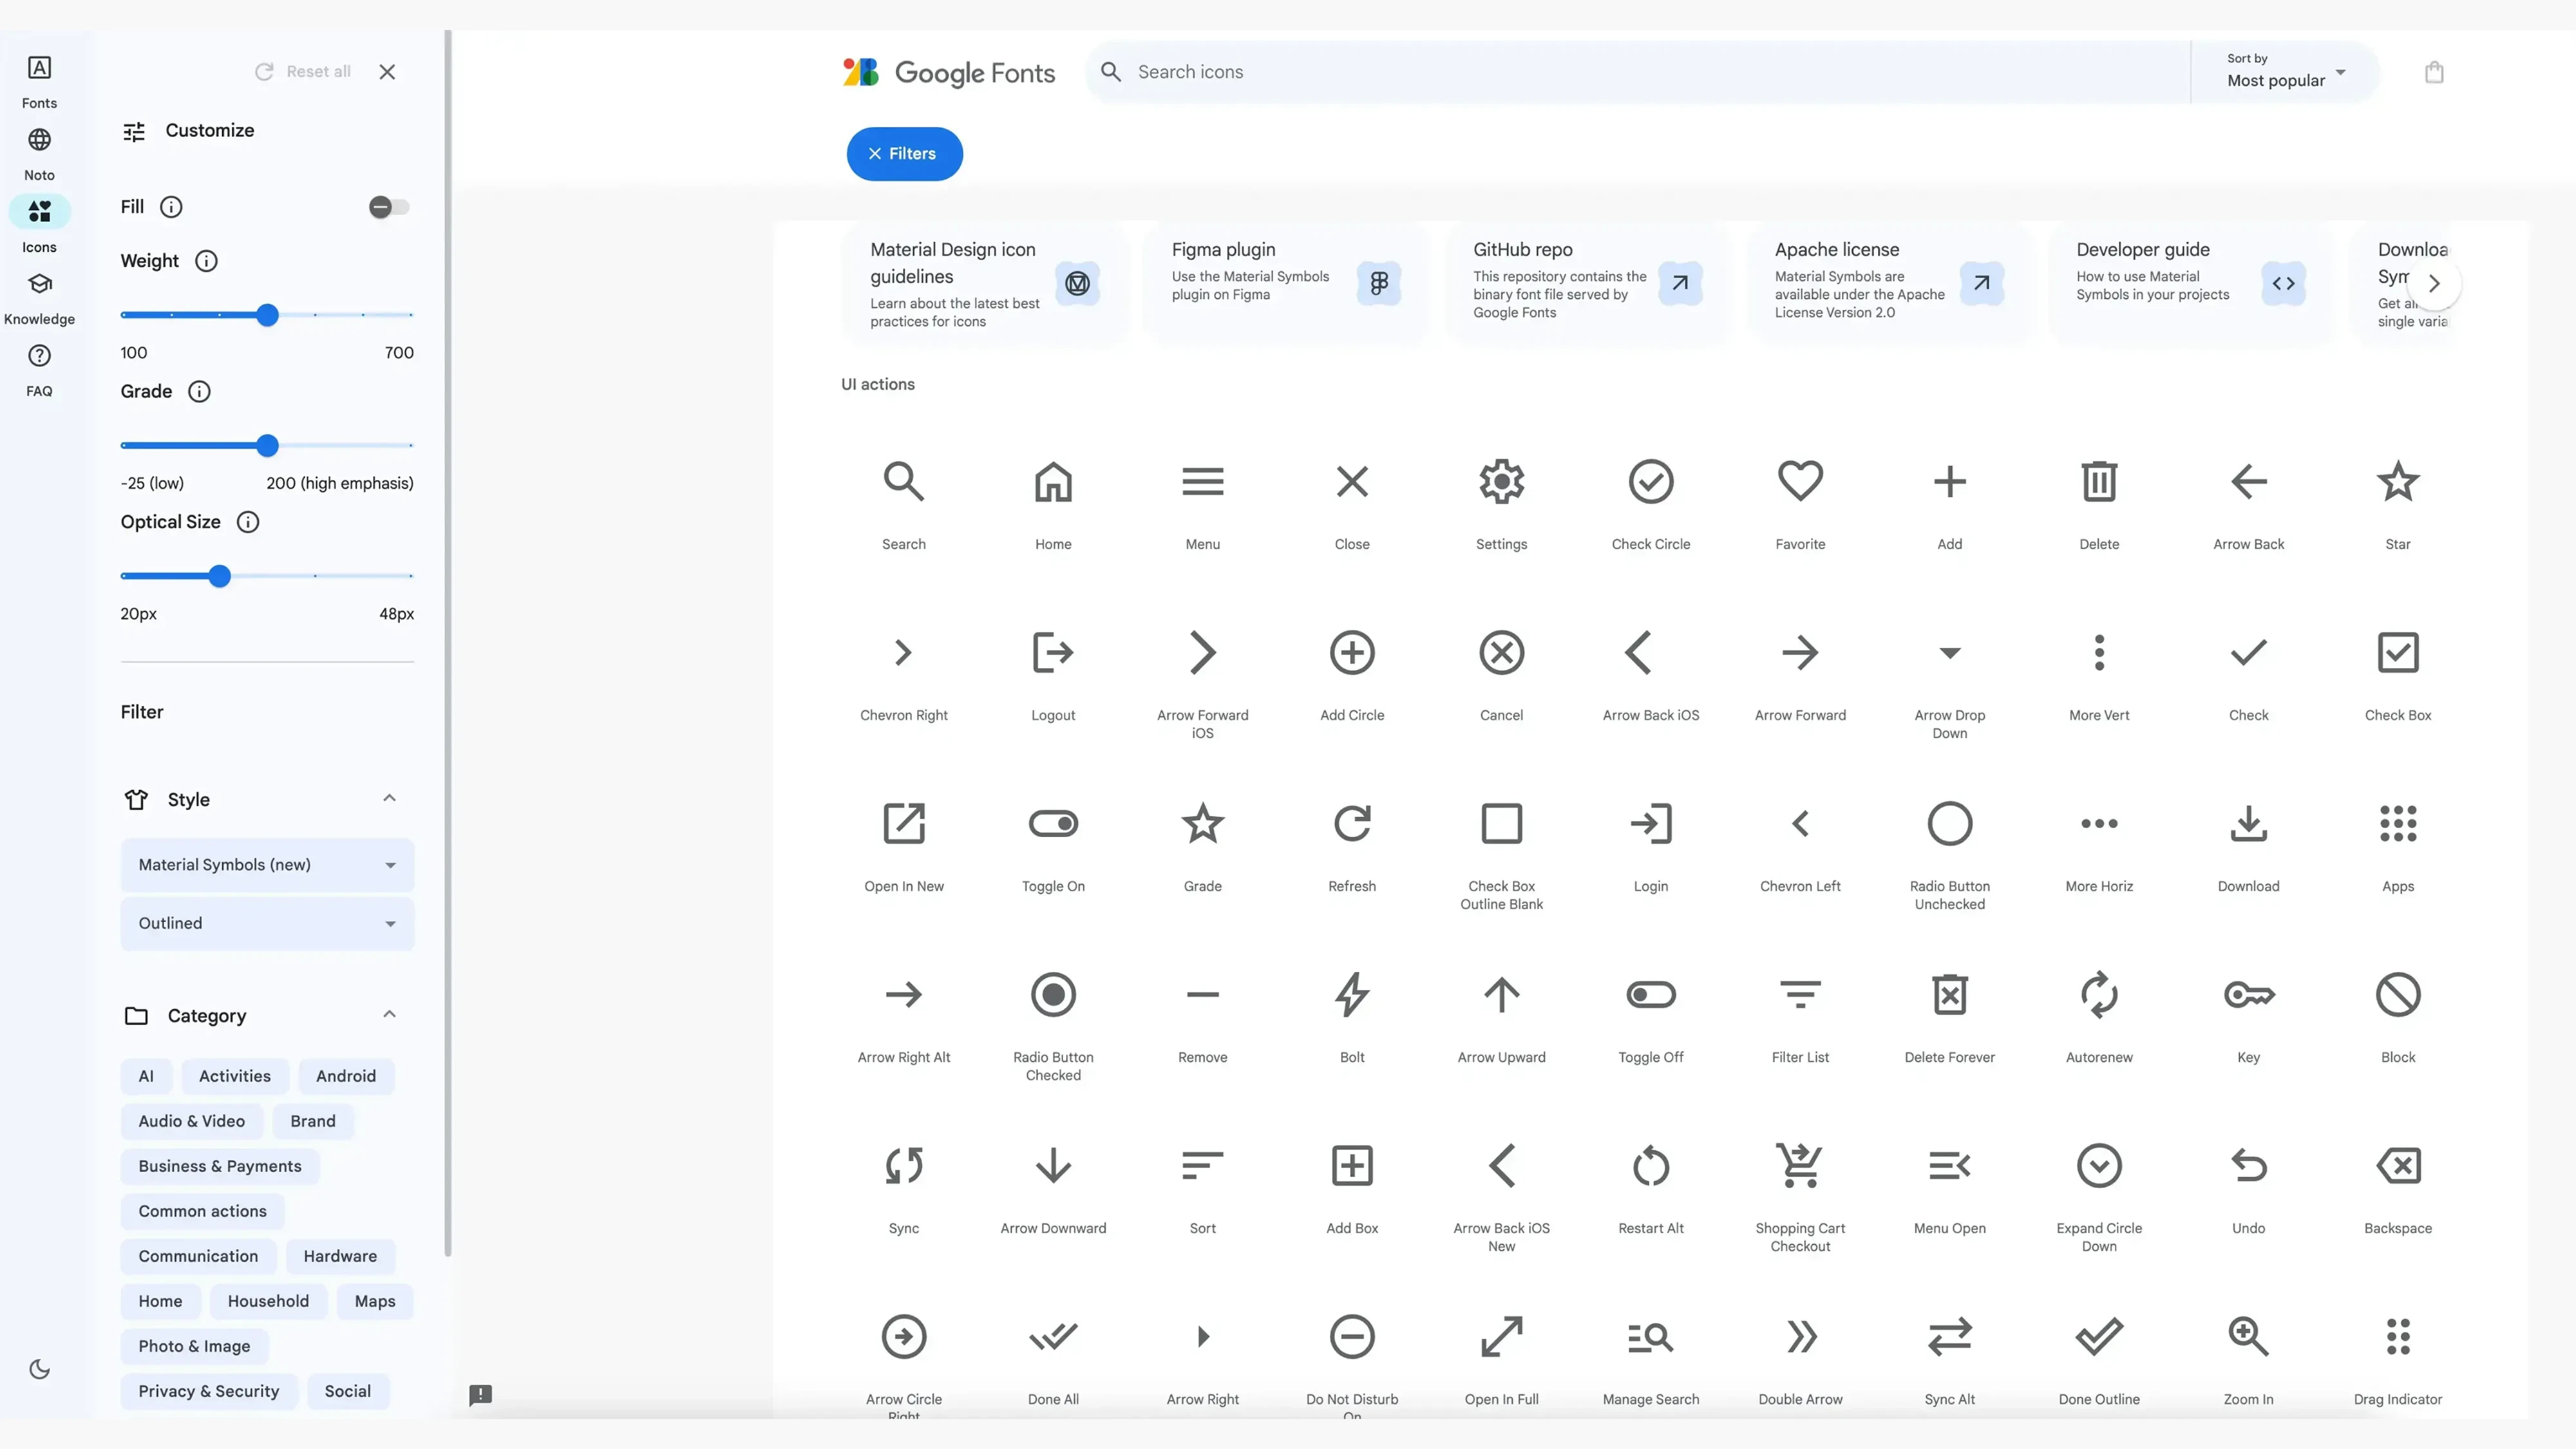 Fonts
Noto
Icons
Knowledge
FAQ
Reset all
Customize
Fill
Weight
100 700
Grade
-25 (low) 200 (high emphasis)
Optical Size
20px 48px
Filter
Style
Material Symbols (new)
Outlined
Category
AI Activities Android
Audio & Video Brand
Business & Payments
Common actions
Communication Hardware
Home Household Maps
Photo & Image
Privacy & Security Social
Google Fonts
Search icons
Sort by
Most popular
Filters
Material Design icon
guidelines
Learn about the latest best
practices for icons
Figma plugin
Use the Material Symbols
plugin on Figma
GitHub repo
This repository contains the
binary font file served by
Google Fonts
Apache license
Material Symbols are
available under the Apache
License Version 2.0
Developer guide
How to use Material
Symbols in your projects
Downloa
Sym
Get al
single varia
UI actions
Search Home Menu Close Settings Check Circle Favorite Add Delete Arrow Back Star
Chevron Right Logout Arrow Forward Add Circle Cancel Arrow Back iOS Arrow Forward Arrow Drop More Vert Check Check Box
iOS Down
Open In New Toggle On Grade Refresh Check Box Login Chevron Left Radio Button More Horiz Download Apps
Outline Blank Unchecked
Arrow Right Alt Radio Button Remove Bolt Arrow Upward Toggle Off Filter List Delete Forever Autorenew Key Block
Checked
Sync Arrow Downward Sort Add Box Arrow Back iOS Restart Alt Shopping Cart Menu Open Expand Circle Undo Backspace
New Checkout Down
Arrow Circle Done All Arrow Right Do Not Disturb Open In Full Manage Search Double Arrow Sync Alt Done Outline Zoom In Drag Indicator
Right On